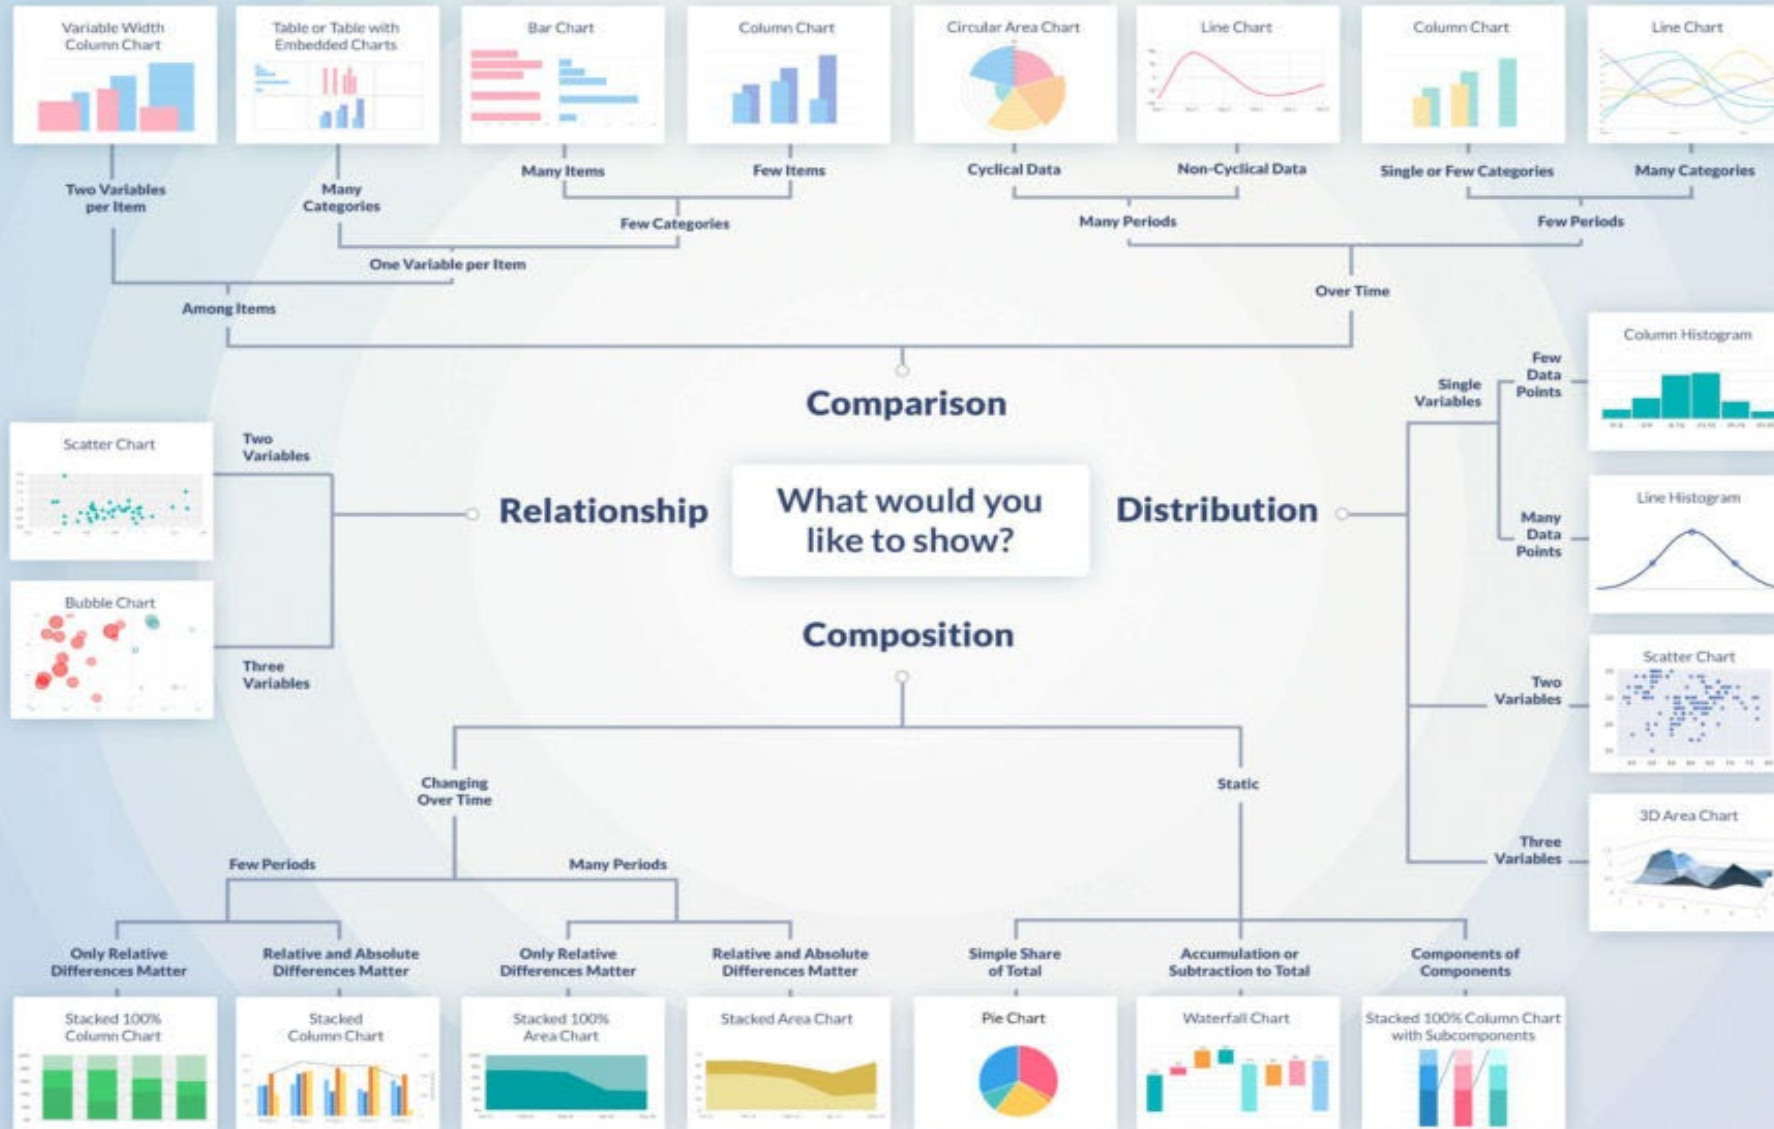 Variable Width
Column Chart
Table or Table with
Embedded Charts
Bar Chart
Column Chart
Circular Area Chart
Line Chart
Column Chart
Line Chart
Two Variables
per Item
Many
Categories
Many Items
Few Items
Cyclical Data
Non-Cyclical Data
Single or Few Categories
Many Categories
Few Categories
Many Periods
Few Periods
One Variable per Item
Among Items
Over Time
Comparison
Relationship
What would you
like to show?
Distribution
Composition
Two
Variables
Scatter Chart
Three
Variables
Bubble Chart
Single
Variables
Few
Data
Points
Column Histogram
Many
Data
Points
Line Histogram
Two
Variables
Scatter Chart
Three
Variables
3D Area Chart
Changing
Over Time
Static
Few Periods
Many Periods
Only Relative
Differences Matter
Relative and Absolute
Differences Matter
Only Relative
Differences Matter
Relative and Absolute
Differences Matter
Simple Share
of Total
Accumulation or
Subtraction to Total
Components of
Components
Stacked 100%
Column Chart
Stacked
Column Chart
Stacked 100%
Area Chart
Stacked Area Chart
Pie Chart
Waterfall Chart
Stacked 100% Column Chart
with Subcomponents